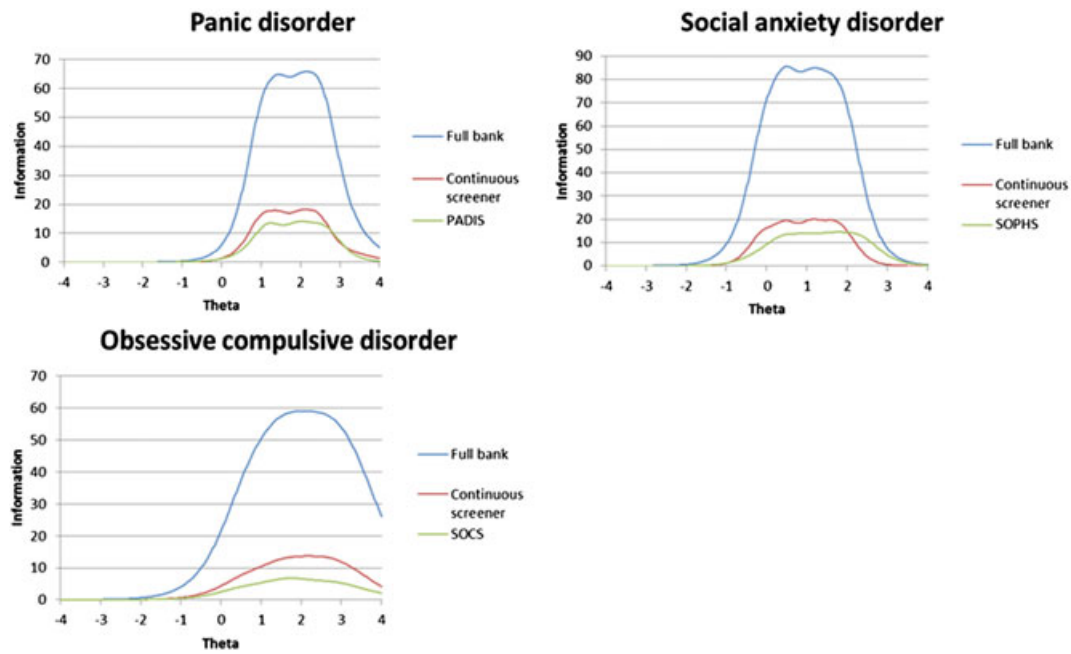 Panic disorder
70
60
50
40
30
20
10
0
-4 -3 -2 -1 0 1 2 3 4
Information
Theta
Full bank
Continuous
screener
PADIS
Social anxiety disorder
90
80
70
60
50
40
30
20
10
0
-4 -3 -2 -1 0 1 2 3 4
Information
Theta
Full bank
Continuous
screener
SOPHS
Obsessive compulsive disorder
70
60
50
40
30
20
10
0
-4 -3 -2 -1 0 1 2 3 4
Information
Theta
Full bank
Continuous
screener
SOCS